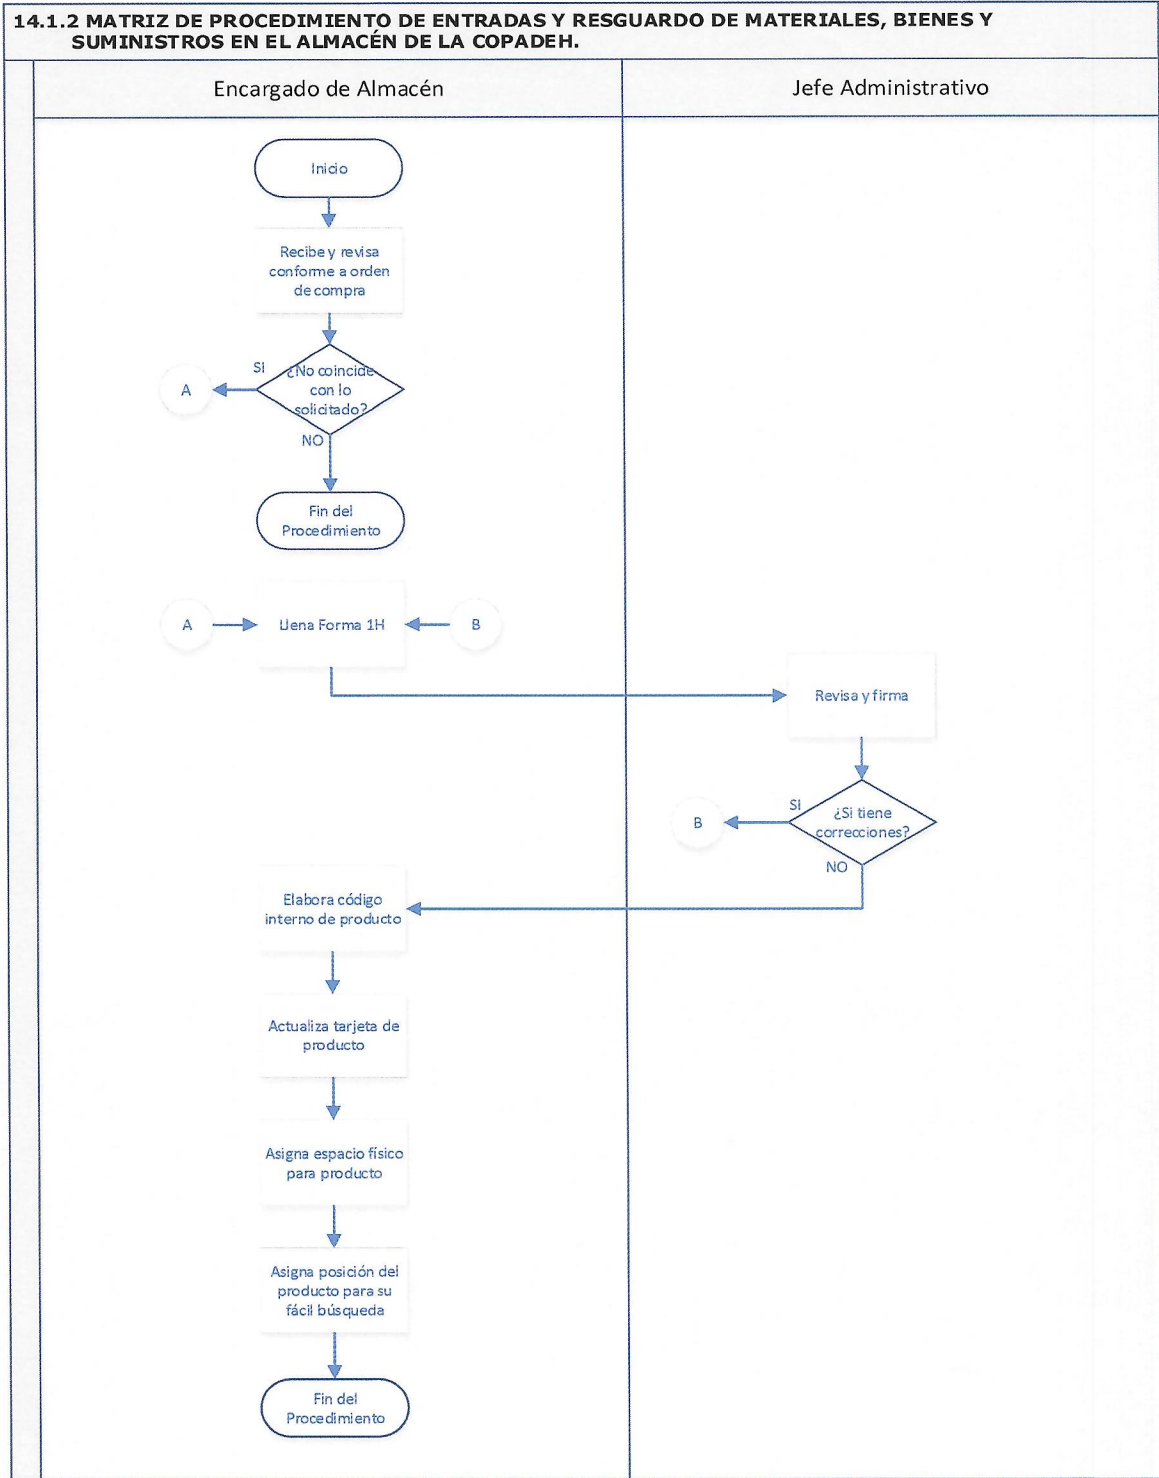 14.1.2 MATRIZ DE PROCEDIMIENTO DE ENTRADAS Y RESGUARDO DE MATERIALES, BIENES Y
SUMINISTROS EN EL ALMACÉN DE LA COPADEH.
Encargado de Almacén
Jefe Administrativo
Inicio
Recibe y revisa
conforme a orden
de compra
SI
¿No coincide
con lo
solicitado?
A
NO
Fin del
Procedimiento
A
Llena Forma 1H
B
Revisa y firma
SI
¿Si tiene
correcciones?
B
NO
Elabora código
interno de producto
Actualiza tarjeta de
producto
Asigna espacio físico
para producto
Asigna posición del
producto para su
fácil búsqueda
Fin del
Procedimiento